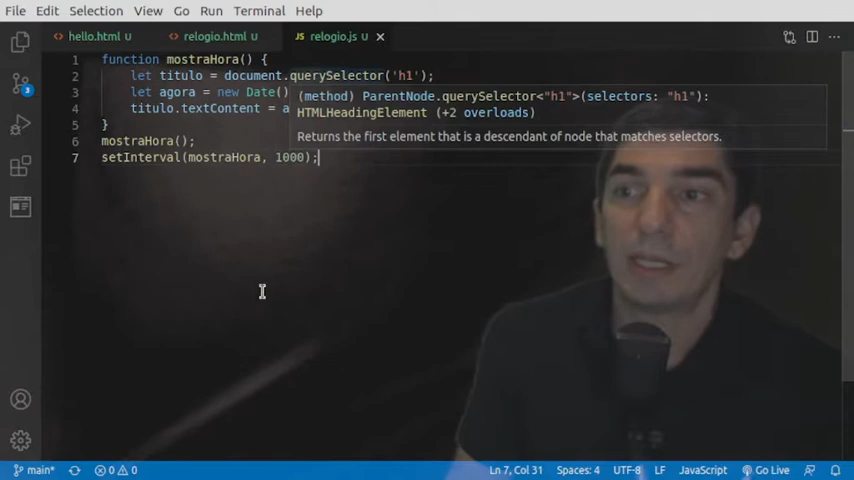 File Edit Selection View Go Run Terminal Help
hello.html U relogio.html U JS relogio.js U
1 function mostraHora() {
2 let titulo = document.querySelector('h1');
3 let agora = new Date()
4 titulo.textContent = a
5 }
6 mostraHora();
7 setInterval(mostraHora, 1000);
(method) ParentNode.querySelector<"h1">(selectors: "h1"):
HTMLHeadingElement (+2 overloads)
Returns the first element that is a descendant of node that matches selectors.
3
main* 0 0 Ln 7, Col 31 Spaces: 4 UTF-8 LF JavaScript Go Live